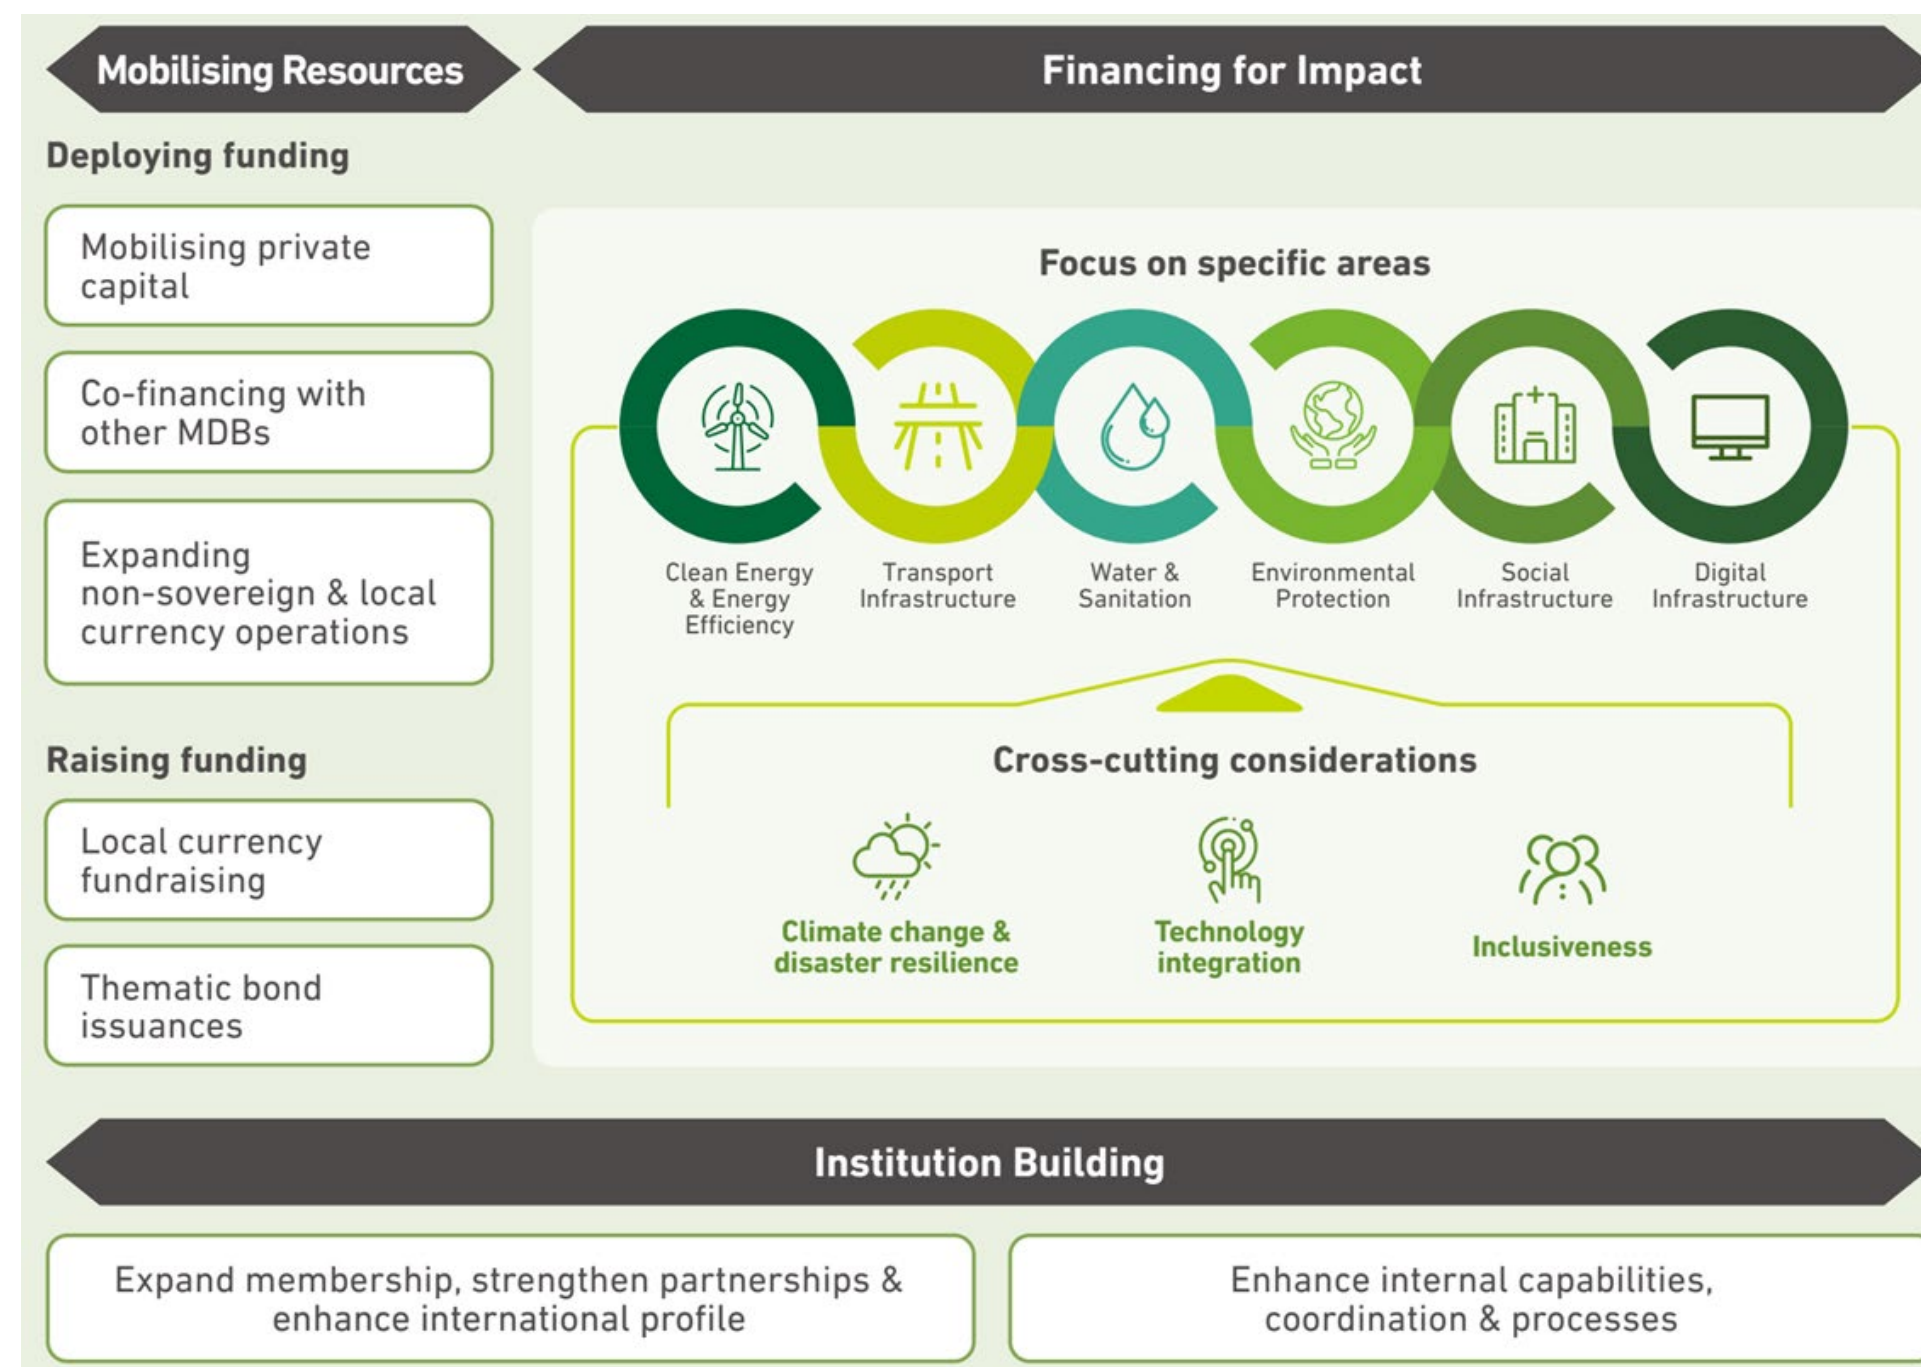 Mobilising Resources
Financing for Impact
Deploying funding
Mobilising private
capital
Co-financing with
other MDBs
Expanding
non-sovereign & local
currency operations
Raising funding
Local currency
fundraising
Thematic bond
issuances
Focus on specific areas
Clean Energy
& Energy
Efficiency
Transport
Infrastructure
Water &
Sanitation
Environmental
Protection
Social
Infrastructure
Digital
Infrastructure
Cross-cutting considerations
Climate change &
disaster resilience
Technology
integration
Inclusiveness
Institution Building
Expand membership, strengthen partnerships &
enhance international profile
Enhance internal capabilities,
coordination & processes